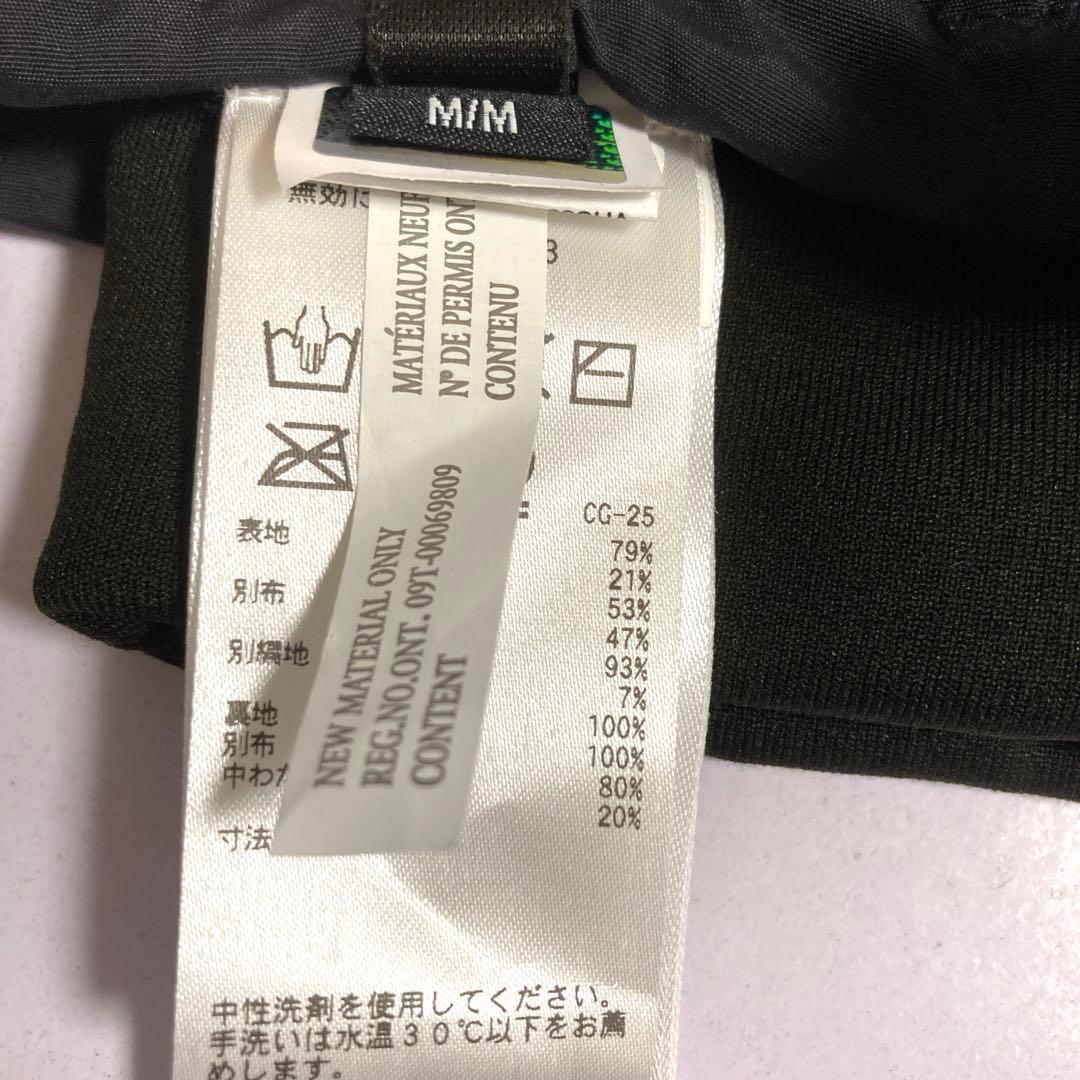 M/M
無効に
8
MATÉRIAUX NEUF
N° DE PERMIS ONT
CONTENU
CG-25
表地
79%
21%
別布
53%
47%
別編地
93%
7%
裏地
100%
別布
100%
中わた
80%
20%
寸法
NEW MATERIAL ONLY
REG.NO.ONT. 09T-00069809
CONTENT
中性洗剤を使用してください。
手洗いは水温30℃以下をお薦
めします。